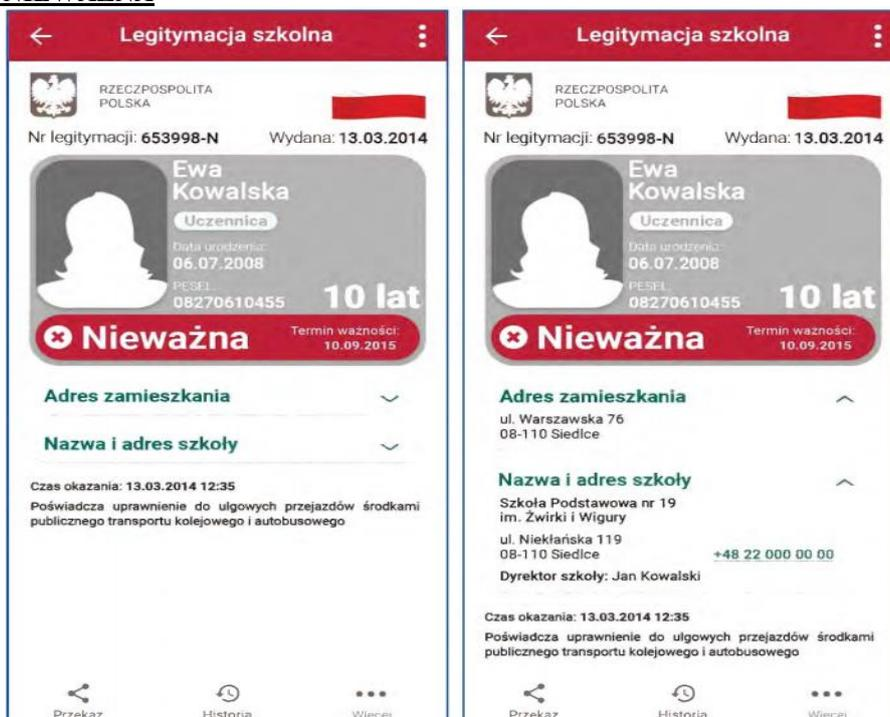 NIEWAŻNA
Legitymacja szkolna
RZECZPOSPOLITA
POLSKA
Nr legitymacji: 653998-N Wydana: 13.03.2014
Ewa
Kowalska
Uczennica
Data urodzenia:
06.07.2008
PESEL:
08270610455
10 lat
Nieważna
Termin ważności:
10.09.2015
Adres zamieszkania
Nazwa i adres szkoły
Czas okazania: 13.03.2014 12:35
Poświadcza uprawnienie do ulgowych przejazdów środkami
publicznego transportu kolejowego i autobusowego
Przekaz Historia Więcej
Legitymacja szkolna
RZECZPOSPOLITA
POLSKA
Nr legitymacji: 653998-N Wydana: 13.03.2014
Ewa
Kowalska
Uczennica
Data urodzenia:
06.07.2008
PESEL:
08270610455
10 lat
Nieważna
Termin ważności:
10.09.2015
Adres zamieszkania
ul. Warszawska 76
08-110 Siedlce
Nazwa i adres szkoły
Szkoła Podstawowa nr 19
im. Żwirki i Wigury
ul. Niekłańska 119
08-110 Siedlce +48 22 000 00 00
Dyrektor szkoły: Jan Kowalski
Czas okazania: 13.03.2014 12:35
Poświadcza uprawnienie do ulgowych przejazdów środkami
publicznego transportu kolejowego i autobusowego
Przekaz Historia Więcej